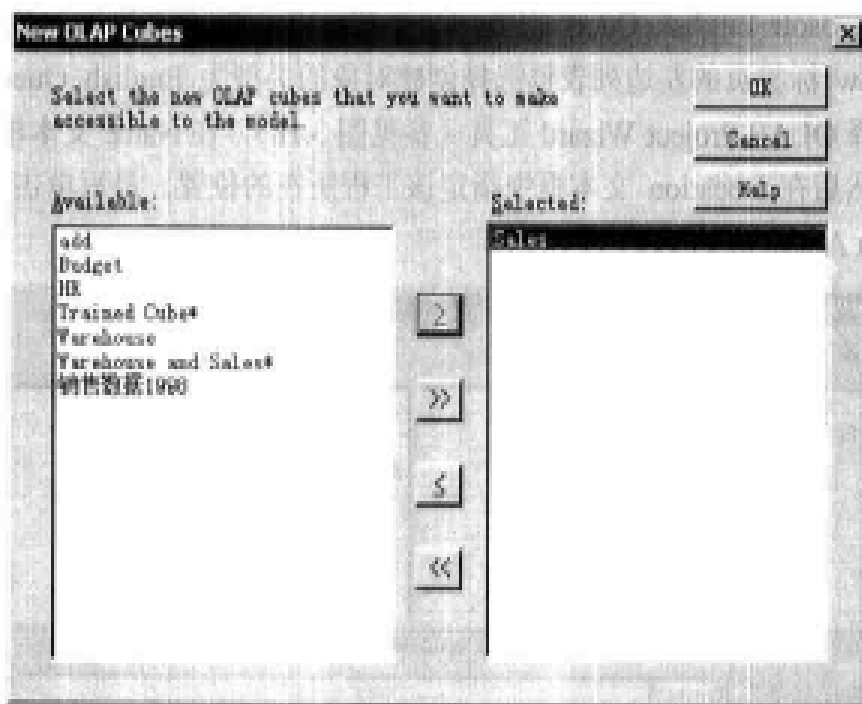 New OLAP Cubes
Select the new OLAP cubes that you want to make
accessible to the model.
OK
Cancel
Help
Available:
Selected:
add
Budget
HR
Trained Cube*
Warehouse
Warehouse and Sales*
销售数据1998
Sales
>
>>
<
<<